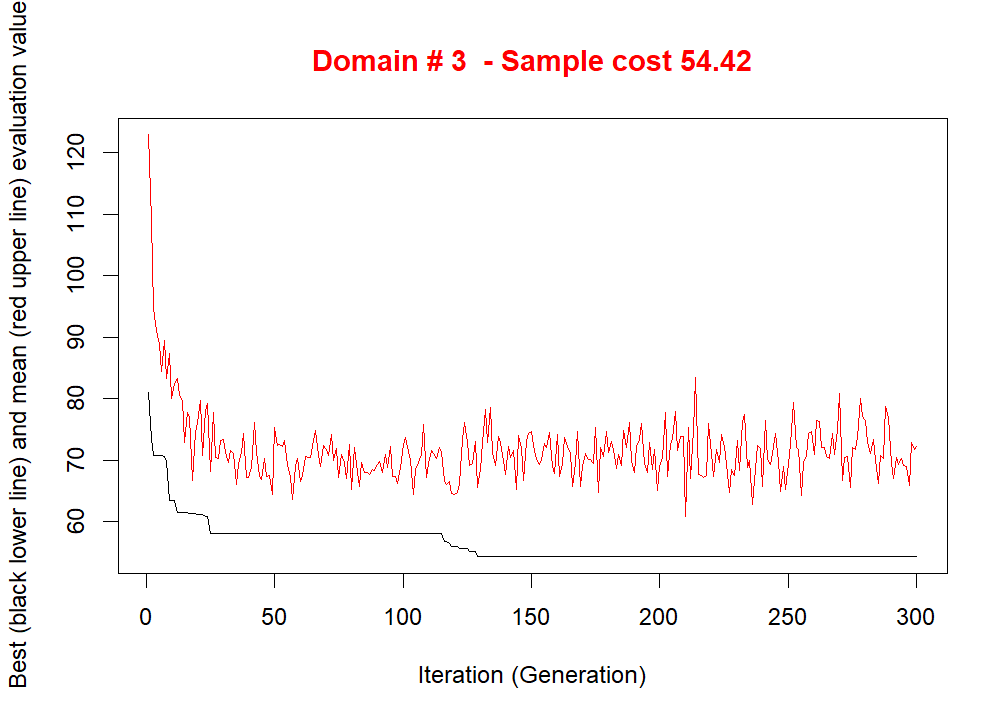 Domain # 3  - Sample cost 54.42
Best (black lower line) and mean (red upper line) evaluation value
120
110
100
90
80
70
60
0 50 100 150 200 250 300
Iteration (Generation)